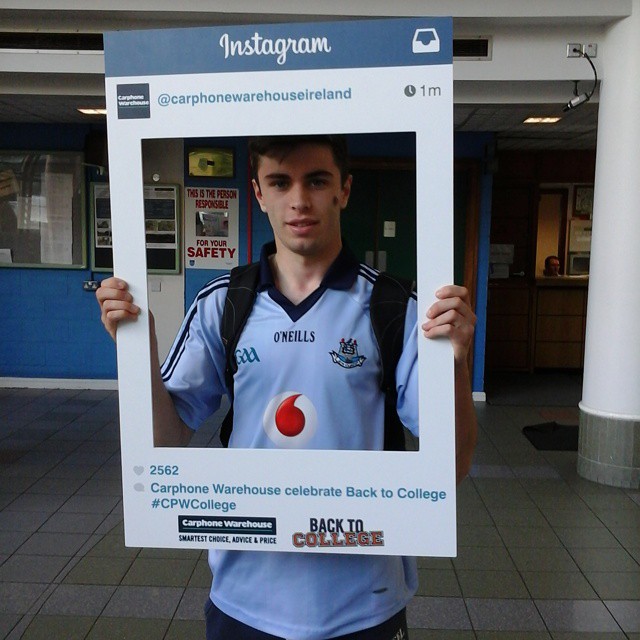 Instagram
Carphone Warehouse
@carphonewarehouseireland
1m
THIS IS THE PERSON
RESPONSIBLE
FOR YOUR
SAFETY
O'NEILLS
GAA
2562
Carphone Warehouse celebrate Back to College
#CPWCollege
Carphone Warehouse
SMARTEST CHOICE, ADVICE & PRICE
BACK TO
COLLEGE